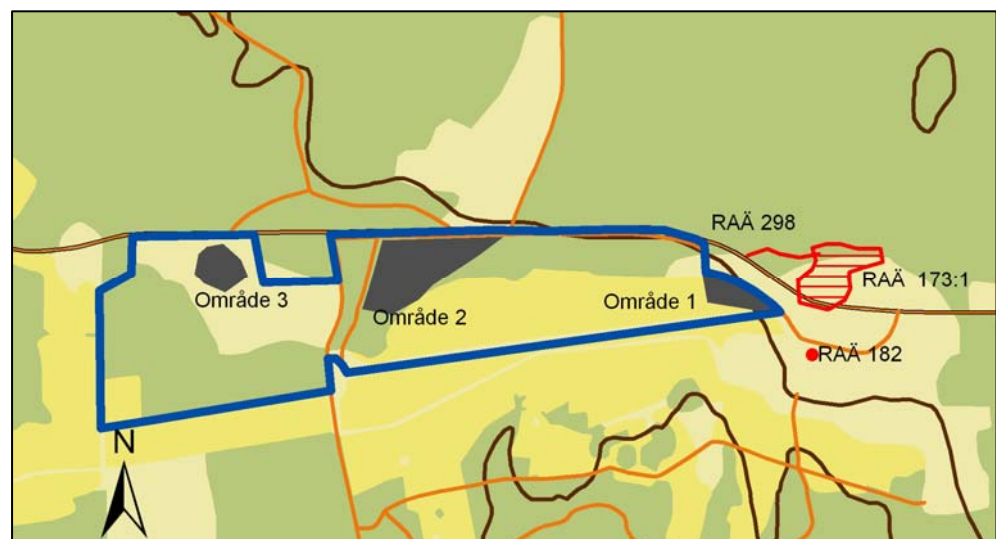 RAÄ 298
RAÄ 173:1
Område 3
Område 1
Område 2
RAÄ 182
N